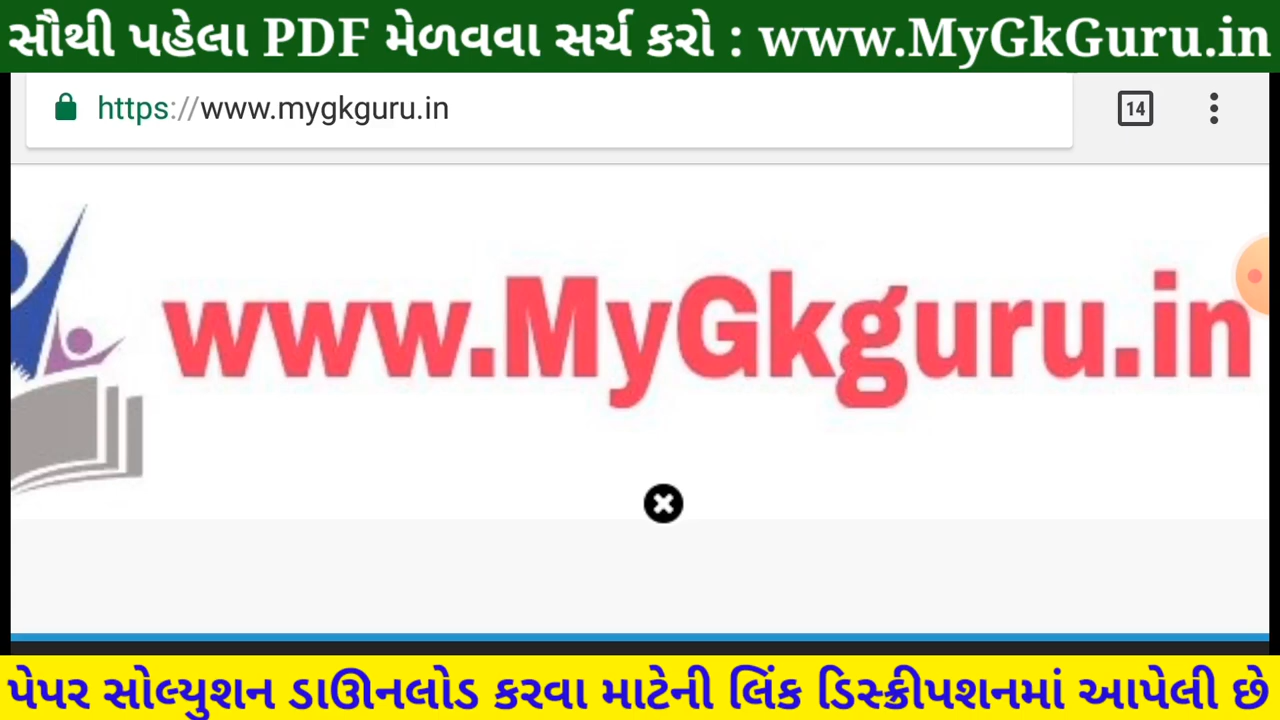 સૌથી પહેલા PDF મેળવવા સર્ચ કરો : www.MyGkGuru.in
https://www.mygkguru.in
14
www.MyGkguru.in
પેપર સોલ્યુશન ડાઊનલોડ કરવા માટેની લિંક ડિસ્ક્રીપશનમાં આપેલી છે